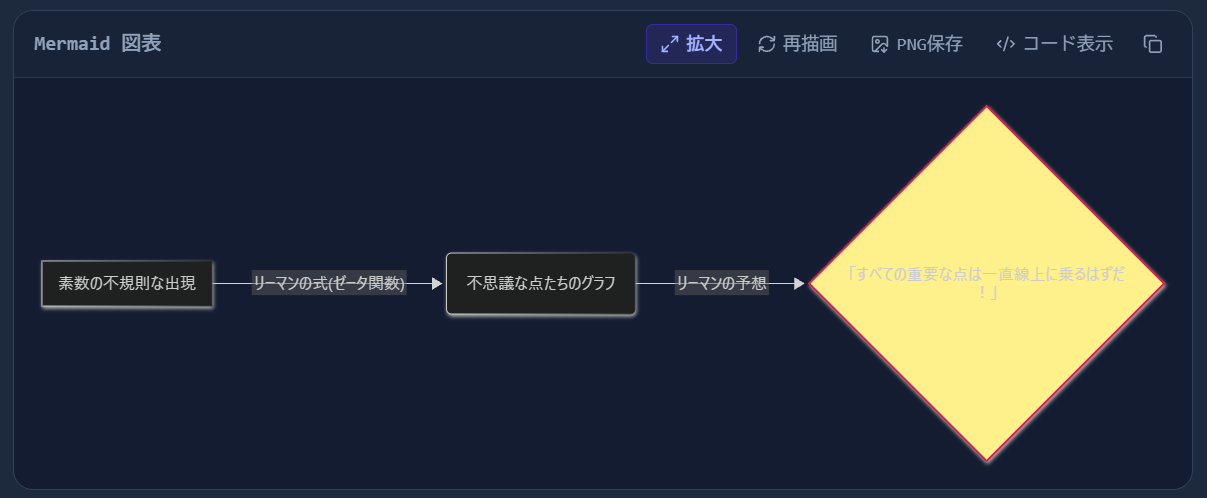 Mermaid 図表
拡大
再描画
PNG保存
コード表示
素数の不規則な出現
リーマンの式(ゼータ関数)
不思議な点たちのグラフ
リーマンの予想
「すべての重要な点は一直線上に乗るはずだ
！」